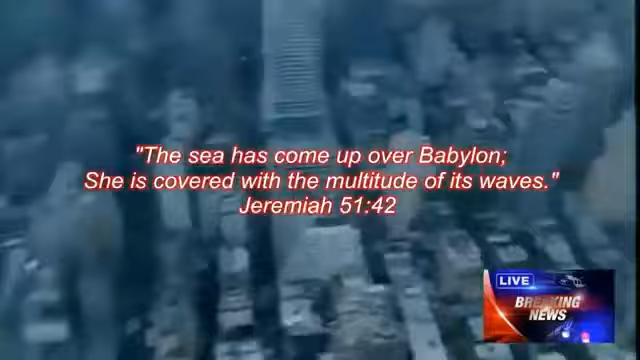 "The sea has come up over Babylon;
She is covered with the multitude of its waves."
Jeremiah 51:42
LIVE
BREAKING
NEWS